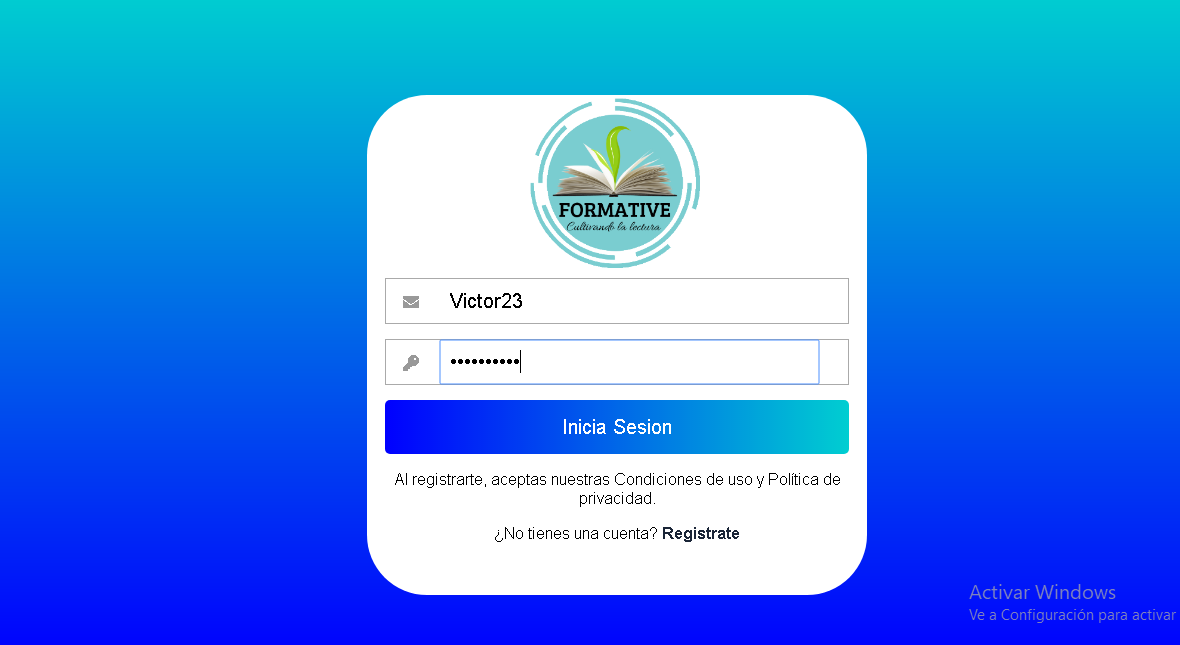 FORMATIVE
Cultivando la lectura
Victor23
••••••••••
Inicia Sesion
Al registrarte, aceptas nuestras Condiciones de uso y Política de
privacidad.
¿No tienes una cuenta? Registrate
Activar Windows
Ve a Configuración para activar